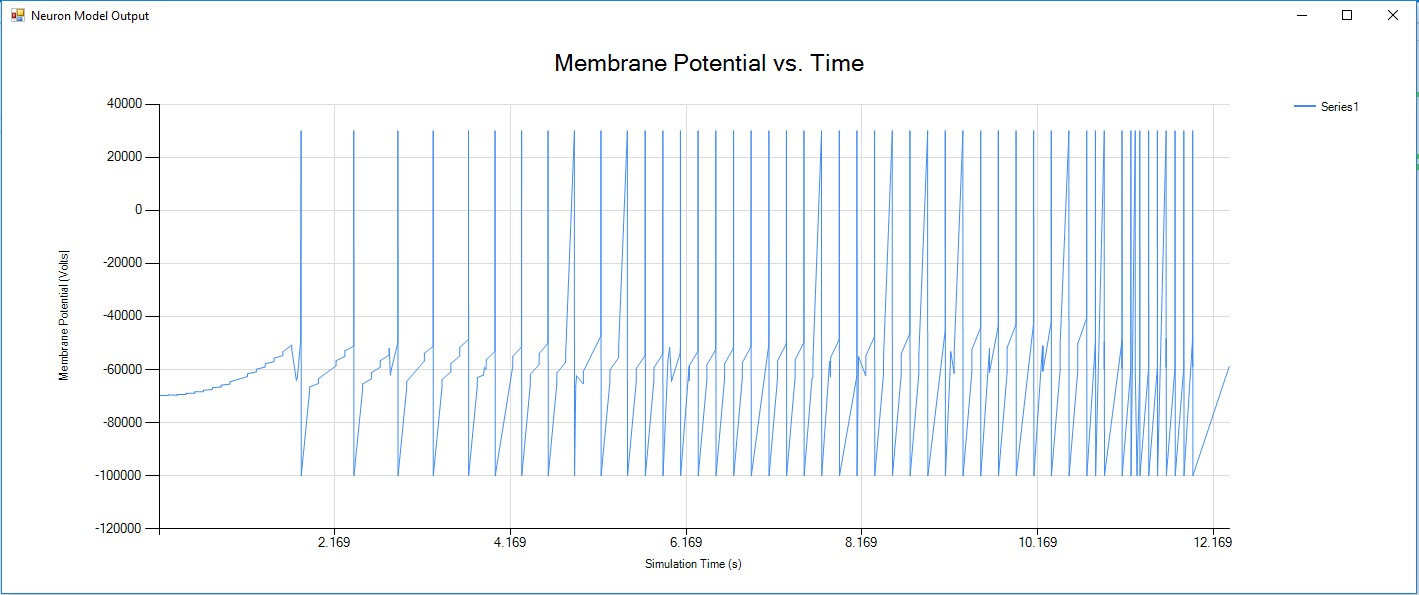 Neuron Model Output
Membrane Potential vs. Time
40000
20000
0
-20000
-40000
-60000
-80000
-100000
-120000
Membrane Potential (Volts)
2.169 4.169 6.169 8.169 10.169 12.169
Simulation Time (s)
Series1